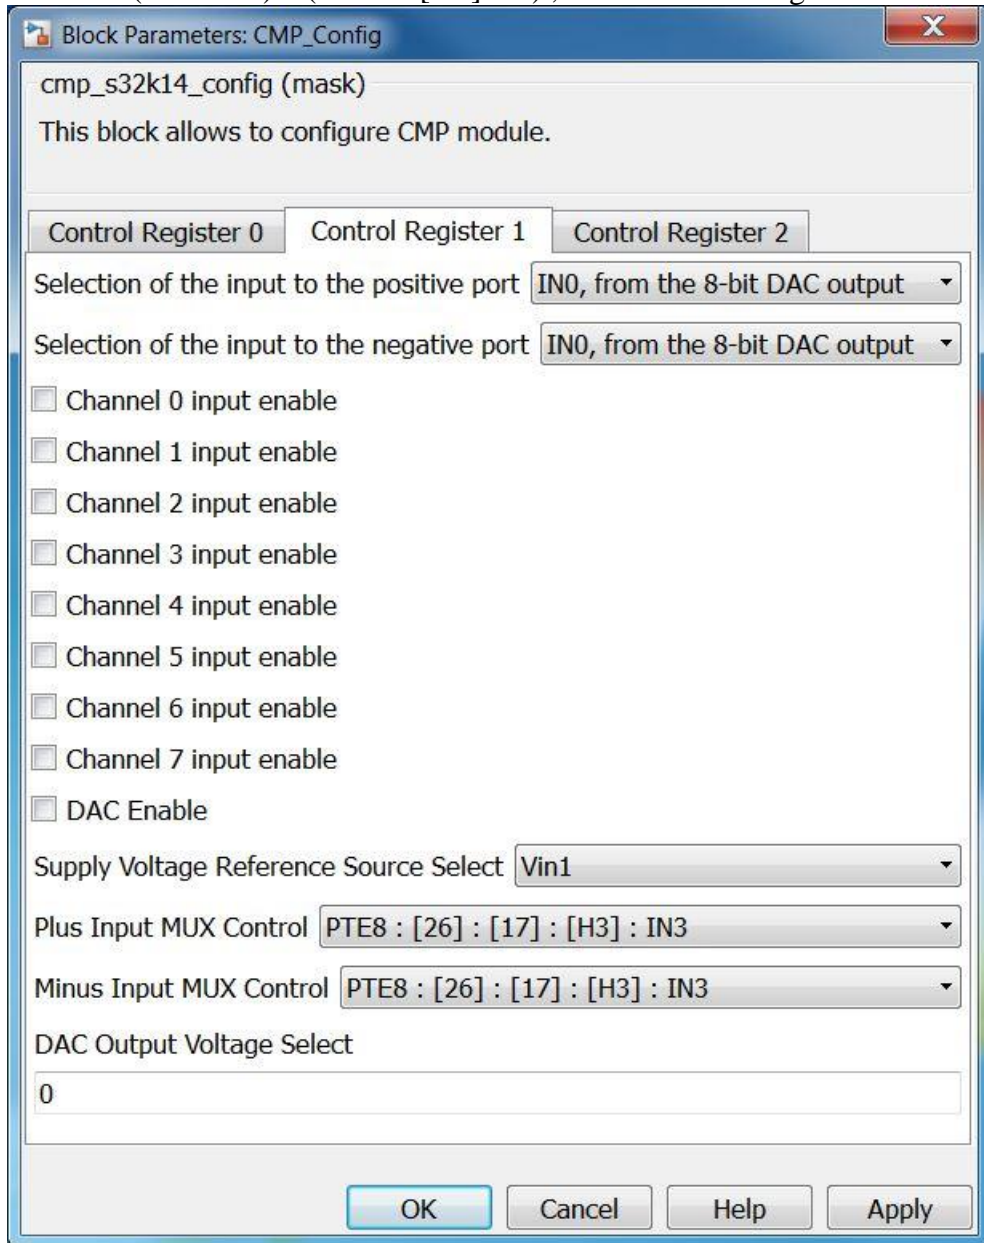 Block Parameters: CMP_Config
X
cmp_s32k14_config (mask)
This block allows to configure CMP module.
Control Register 0 Control Register 1 Control Register 2
Selection of the input to the positive port IN0, from the 8-bit DAC output
Selection of the input to the negative port IN0, from the 8-bit DAC output
Channel 0 input enable
Channel 1 input enable
Channel 2 input enable
Channel 3 input enable
Channel 4 input enable
Channel 5 input enable
Channel 6 input enable
Channel 7 input enable
DAC Enable
Supply Voltage Reference Source Select Vin1
Plus Input MUX Control PTE8 : [26] : [17] : [H3] : IN3
Minus Input MUX Control PTE8 : [26] : [17] : [H3] : IN3
DAC Output Voltage Select
0
OK Cancel Help Apply